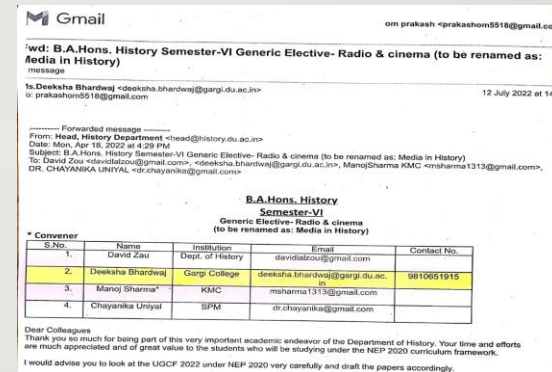 Gmail
om prakash <prakashom5518@gmail.co
wd: B.A.Hons. History Semester-VI Generic Elective- Radio & cinema (to be renamed as:
Media in History)
message
s.Deeksha Bhardwaj <deeksha.bhardwaj@gargi.du.ac.in>
12 July 2022 at 14
o: prakashom5518@gmail.com
---------- Forwarded message ---------
From: Head, History Department <head@history.du.ac.in>
Date: Mon, Apr 18, 2022 at 4:29 PM
Subject: B.A.Hons. History Semester-VI Generic Elective- Radio & cinema (to be renamed as: Media in History)
To: David Zou <davidlalzou@gmail.com>, <deeksha.bhardwaj@gargi.du.ac.in>, ManojSharma KMC <msharma1313@gmail.com>,
DR. CHAYANIKA UNIYAL <dr.chayanika@gmail.com>
B.A.Hons. History
Semester-VI
Generic Elective- Radio & cinema
(to be renamed as: Media in History)
* Convener
S.No. Name Institution Email Contact No.
1. David Zau Dept. of History davidlalzou@gmail.com
2. Deeksha Bhardwaj Gargi College deeksha.bhardwaj@gargi.du.ac.in 9810651915
3. Manoj Sharma* KMC msharma1313@gmail.com
4. Chayanika Uniyal SPM dr.chayanika@gmail.com
Dear Colleagues
Thank you so much for being part of this very important academic endeavor of the Department of History. Your time and efforts
are much appreciated and of great value to the students who will be studying under the NEP 2020 curriculum framework.
I would advise you to look at the UGCF 2022 under NEP 2020 very carefully and draft the papers accordingly.